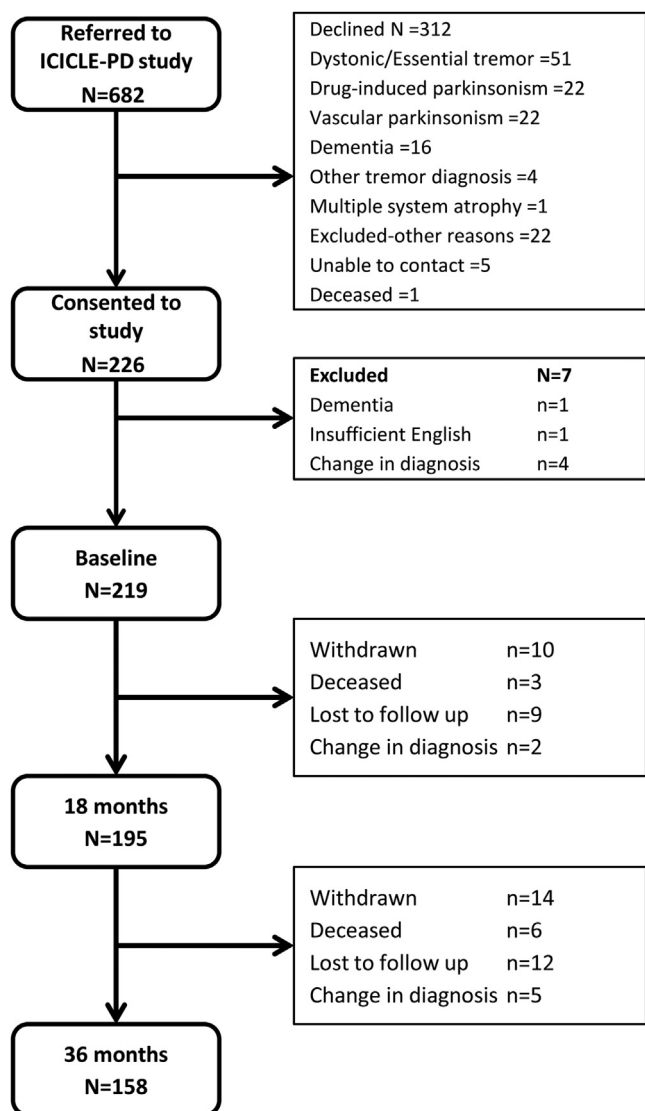 Referred to
ICICLE-PD study
N=682
Declined N =312
Dystonic/Essential tremor =51
Drug-induced parkinsonism =22
Vascular parkinsonism =22
Dementia =16
Other tremor diagnosis =4
Multiple system atrophy =1
Excluded-other reasons =22
Unable to contact =5
Deceased =1
Consented to
study
N=226
Excluded N=7
Dementia n=1
Insufficient English n=1
Change in diagnosis n=4
Baseline
N=219
Withdrawn n=10
Deceased n=3
Lost to follow up n=9
Change in diagnosis n=2
18 months
N=195
Withdrawn n=14
Deceased n=6
Lost to follow up n=12
Change in diagnosis n=5
36 months
N=158